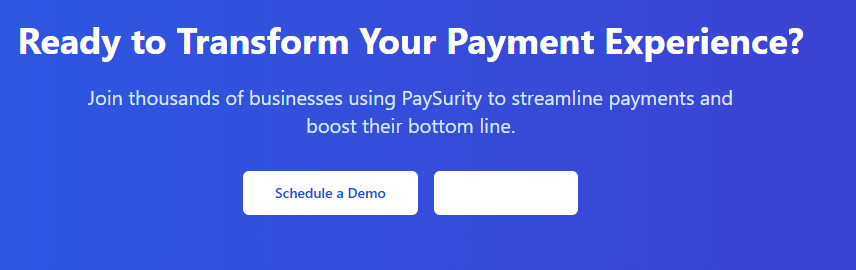 Ready to Transform Your Payment Experience?
Join thousands of businesses using PaySurity to streamline payments and
boost their bottom line.
Schedule a Demo